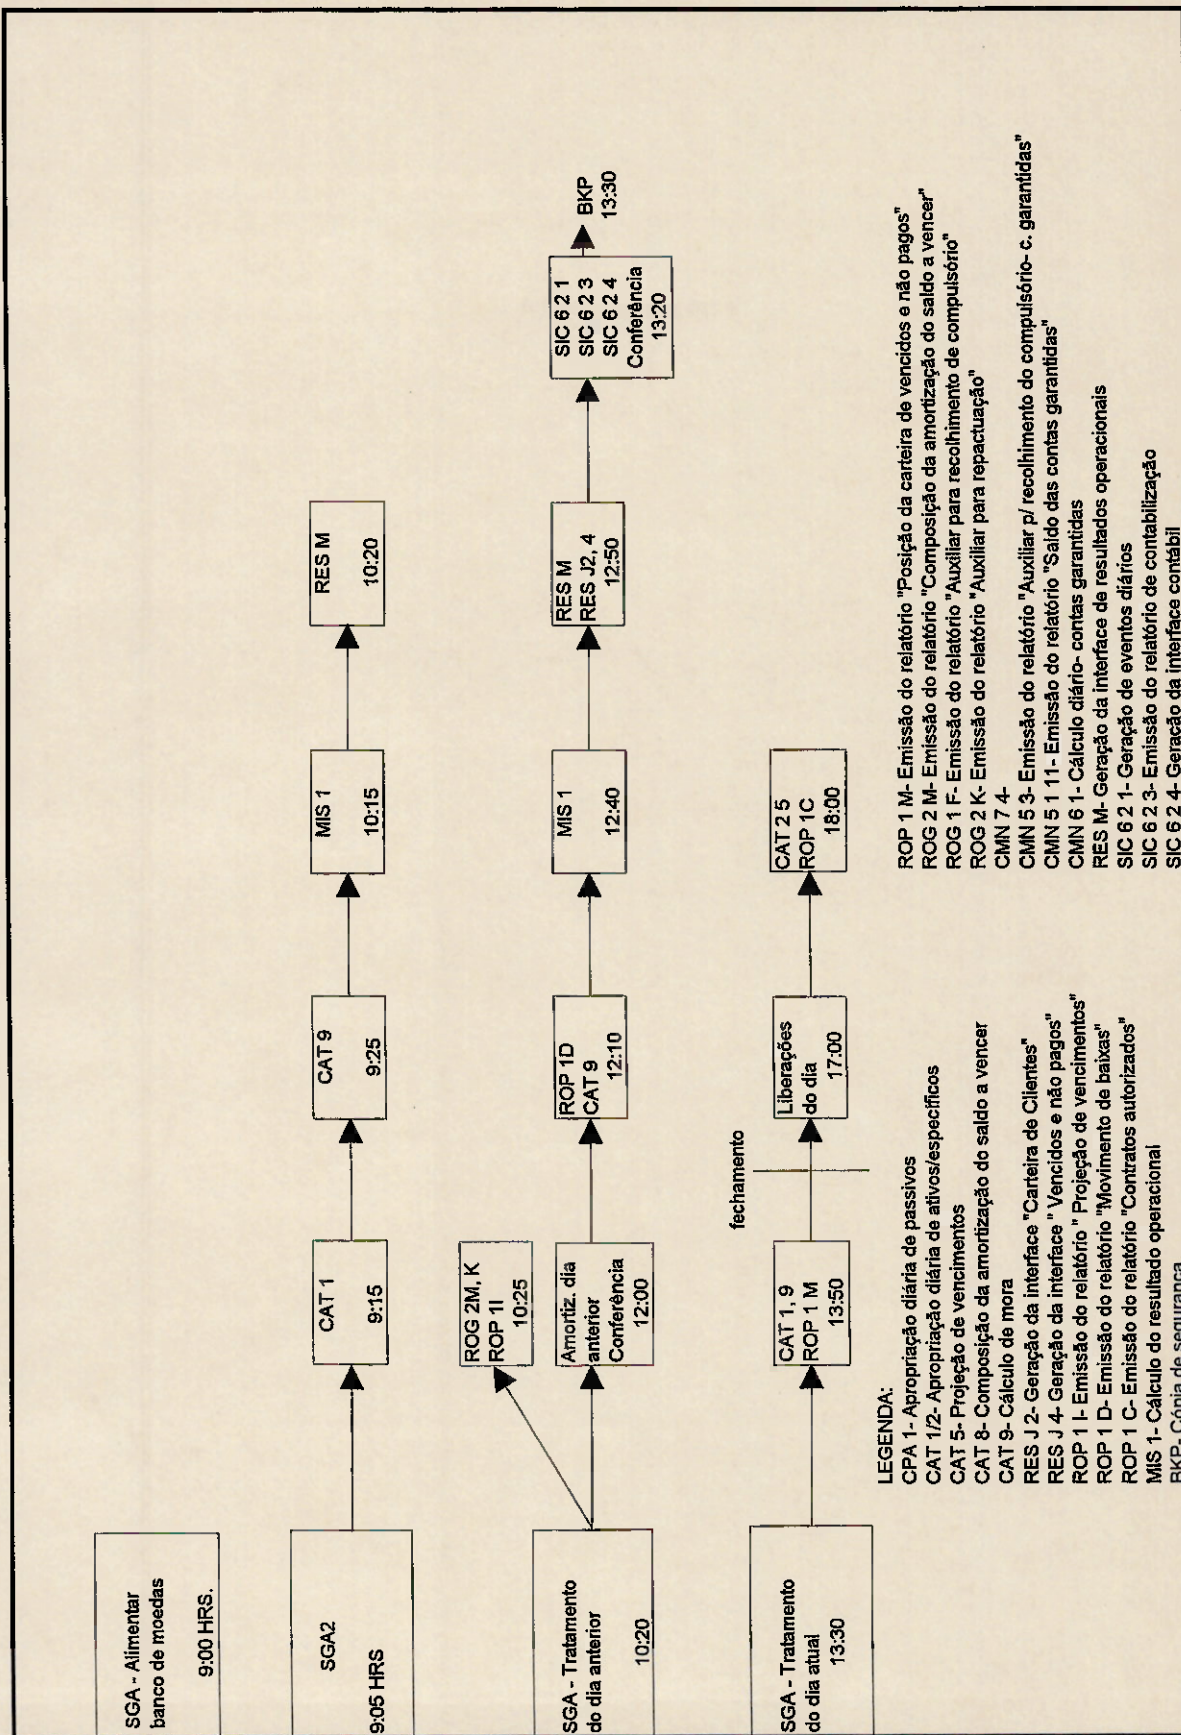 SGA - Alimentar
banco de moedas
9:00 HRS.
SGA2
9:05 HRS
CAT 1
9:15
CAT 9
9:25
MIS 1
10:15
RES M
10:20
SGA - Tratamento
do dia anterior
10:20
ROG 2M, K
ROP 1I
10:25
Amortiz. dia
anterior
Conferência
12:00
ROP 1D
CAT 9
12:10
MIS 1
12:40
RES M
RES J2, 4
12:50
SIC 6 2 1
SIC 6 2 3
SIC 6 2 4
Conferência
13:20
BKP
13:30
SGA - Tratamento
do dia atual
13:30
CAT 1, 9
ROP 1 M
13:50
fechamento
Liberações
do dia
17:00
CAT 2 5
ROP 1C
18:00
LEGENDA:
CPA 1- Apropriação diária de passivos
CAT 1/2- Apropriação diária de ativos/específicos
CAT 5- Projeção de vencimentos
CAT 8- Composição da amortização do saldo a vencer
CAT 9- Cálculo de mora
RES J 2- Geração da interface "Carteira de Clientes"
RES J 4- Geração da interface " Vencidos e não pagos"
ROP 1 I- Emissão do relatório " Projeção de vencimentos"
ROP 1 D- Emissão do relatório "Movimento de baixas"
ROP 1 C- Emissão do relatório "Contratos autorizados"
MIS 1- Cálculo do resultado operacional
BKP- Cópia de segurança
ROP 1 M- Emissão do relatório "Posição da carteira de vencidos e não pagos"
ROG 2 M- Emissão do relatório "Composição da amortização do saldo a vencer"
ROG 1 F- Emissão do relatório "Auxiliar para recolhimento de compulsório"
ROG 2 K- Emissão do relatório "Auxiliar para repactuação"
CMN 7 4-
CMN 5 3- Emissão do relatório "Auxiliar p/ recolhimento do compulsório- c. garantidas"
CMN 5 1 11- Emissão do relatório "Saldo das contas garantidas"
CMN 6 1- Cálculo diário- contas garantidas
RES M- Geração da interface de resultados operacionais
SIC 6 2 1- Geração de eventos diários
SIC 6 2 3- Emissão do relatório de contabilização
SIC 6 2 4- Geração da interface contábil